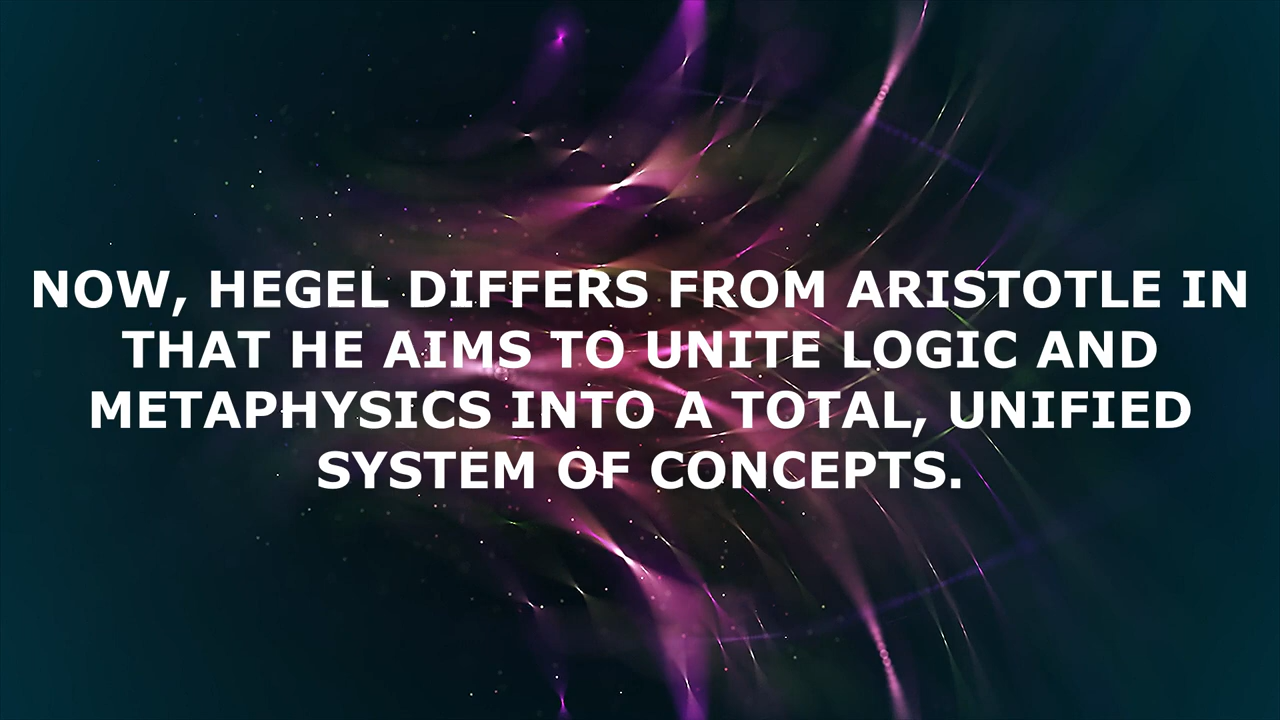 NOW, HEGEL DIFFERS FROM ARISTOTLE IN
THAT HE AIMS TO UNITE LOGIC AND
METAPHYSICS INTO A TOTAL, UNIFIED
SYSTEM OF CONCEPTS.